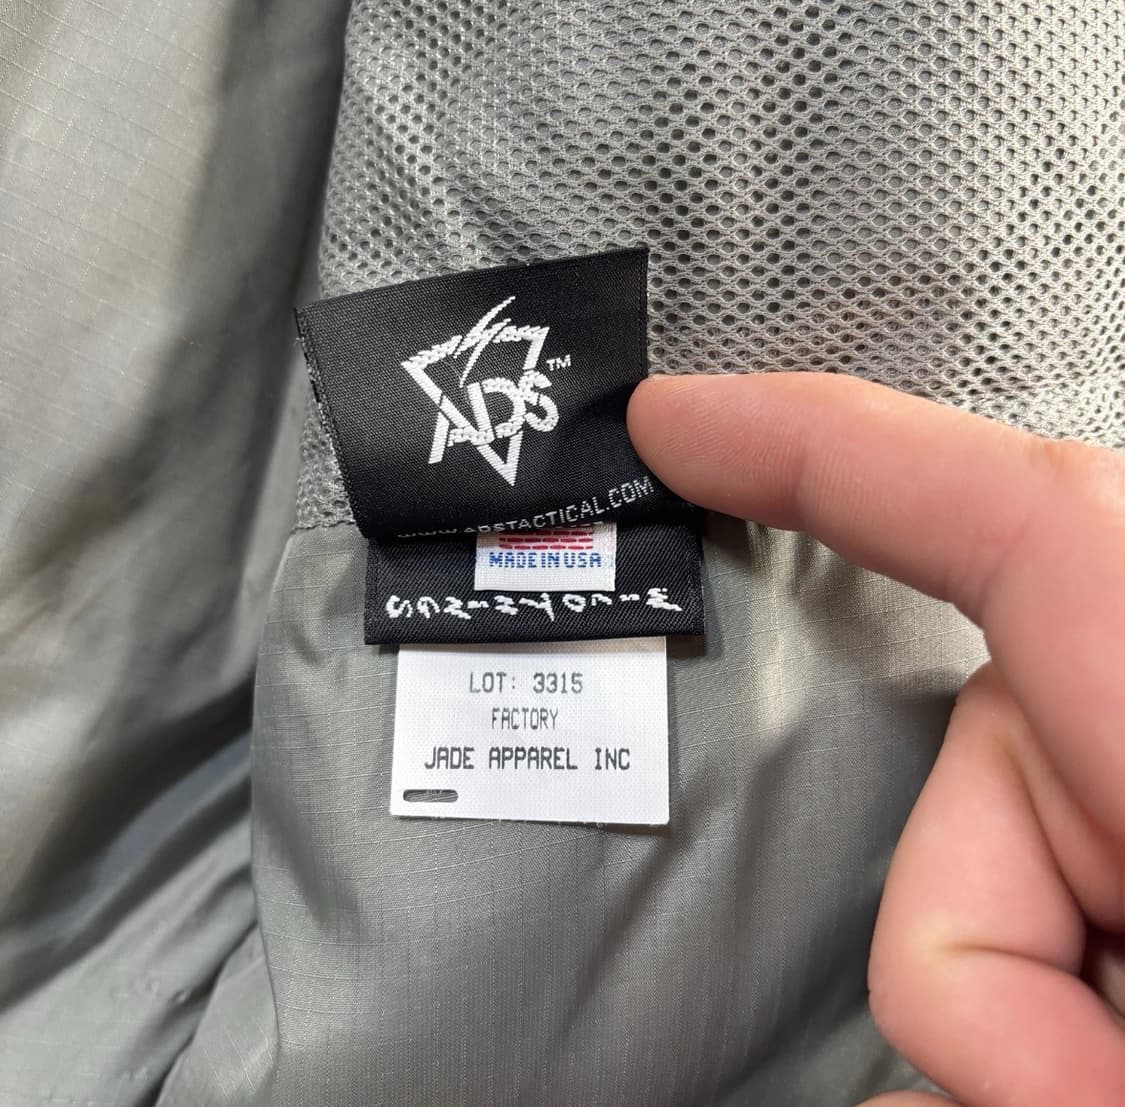 ADS™
WWW.ADSTACTICAL.COM
MADE IN USA
LOT: 3315
FACTORY
JADE APPAREL INC